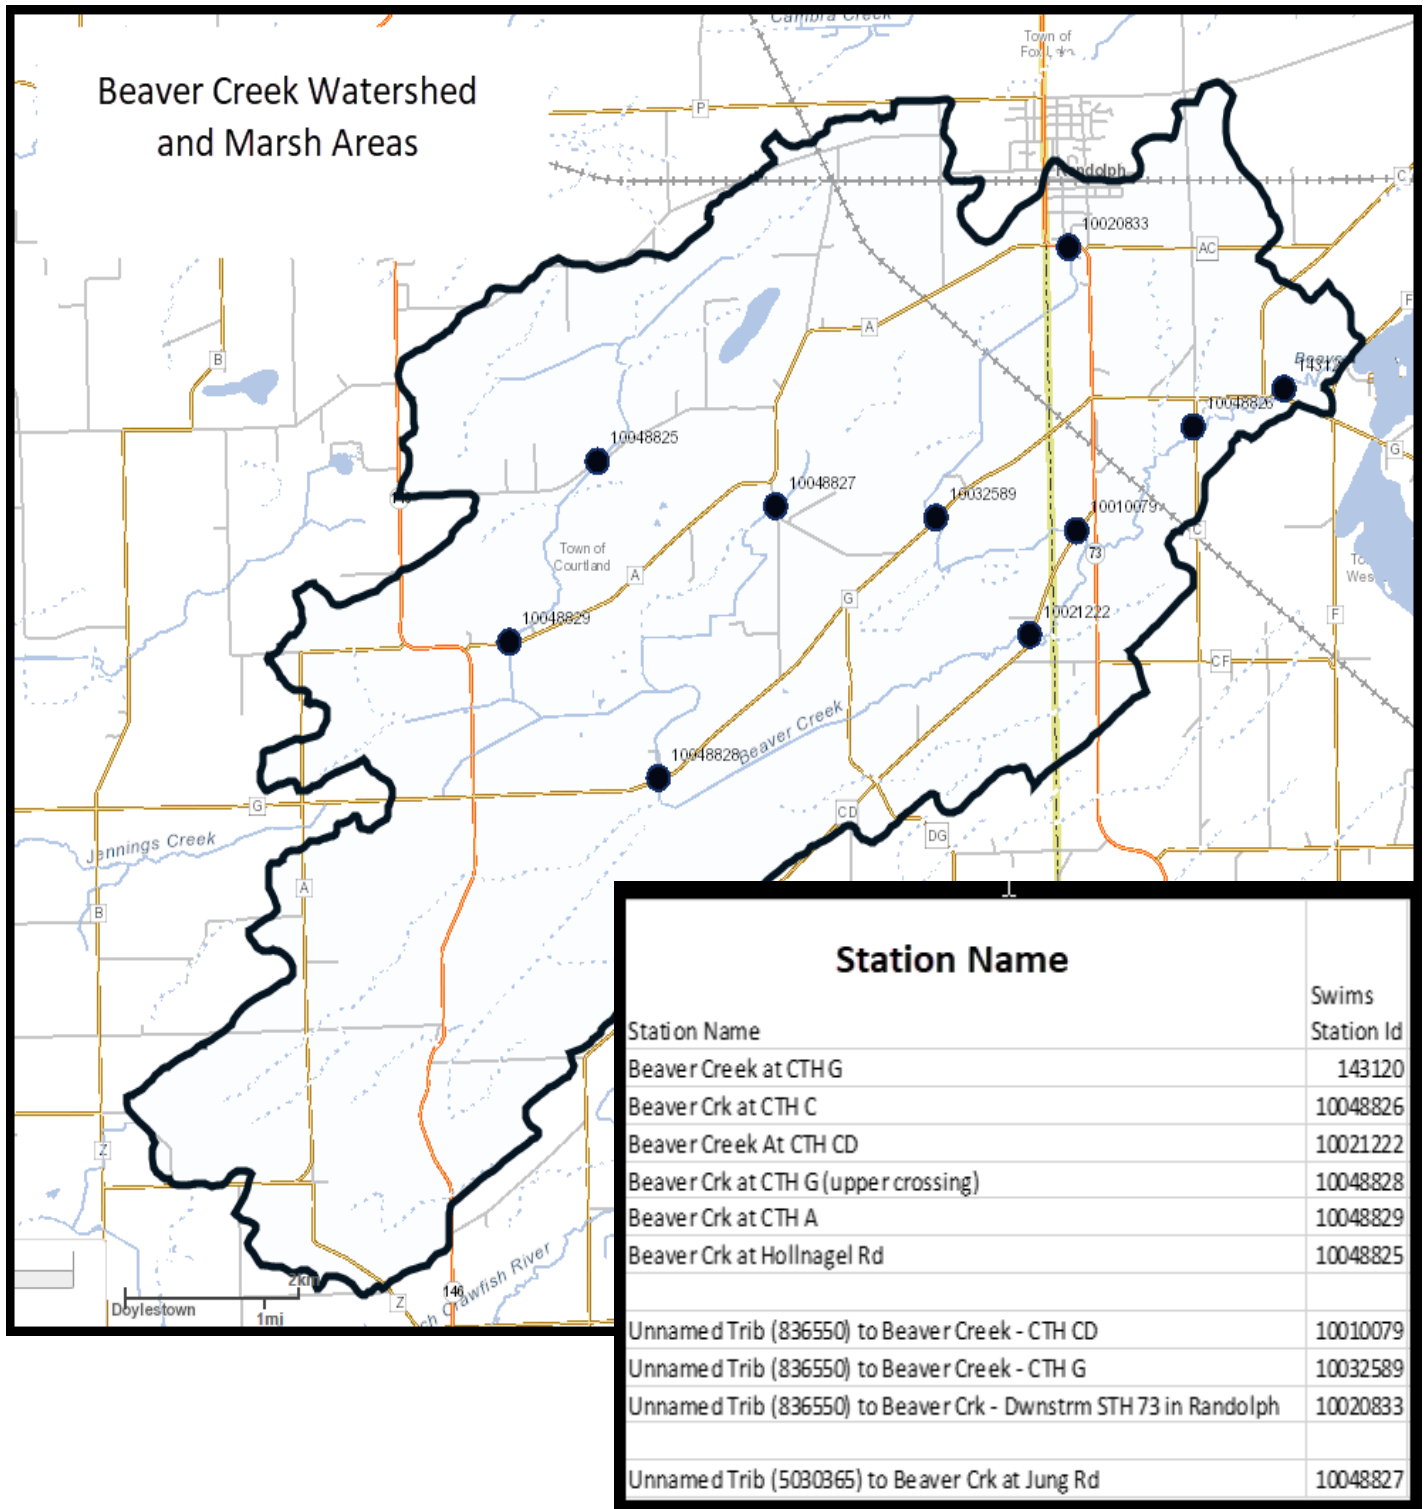 Beaver Creek Watershed
and Marsh Areas
Cambra Creek
Town of
P
C
Randolph
10020833
AC
F
B
A
Beaver
10048826
G
10048825
10048827
10032589
10010079
Town of
Courtland
73
C
A
10048829
G
10021222
F
CF
Beaver Creek
10048828
G
CD
DG
Jennings Creek
A
B
Z
2km
Doylestown
1mi
146
Z
Crawfish River
Station Name
Swims
Station Name Station Id
Beaver Creek at CTH G 143120
Beaver Crk at CTH C 10048826
Beaver Creek At CTH CD 10021222
Beaver Crk at CTH G (upper crossing) 10048828
Beaver Crk at CTH A 10048829
Beaver Crk at Hollnagel Rd 10048825
Unnamed Trib (836550) to Beaver Creek - CTH CD 10010079
Unnamed Trib (836550) to Beaver Creek - CTH G 10032589
Unnamed Trib (836550) to Beaver Crk - Dwnstrm STH 73 in Randolph 10020833
Unnamed Trib (5030365) to Beaver Crk at Jung Rd 10048827